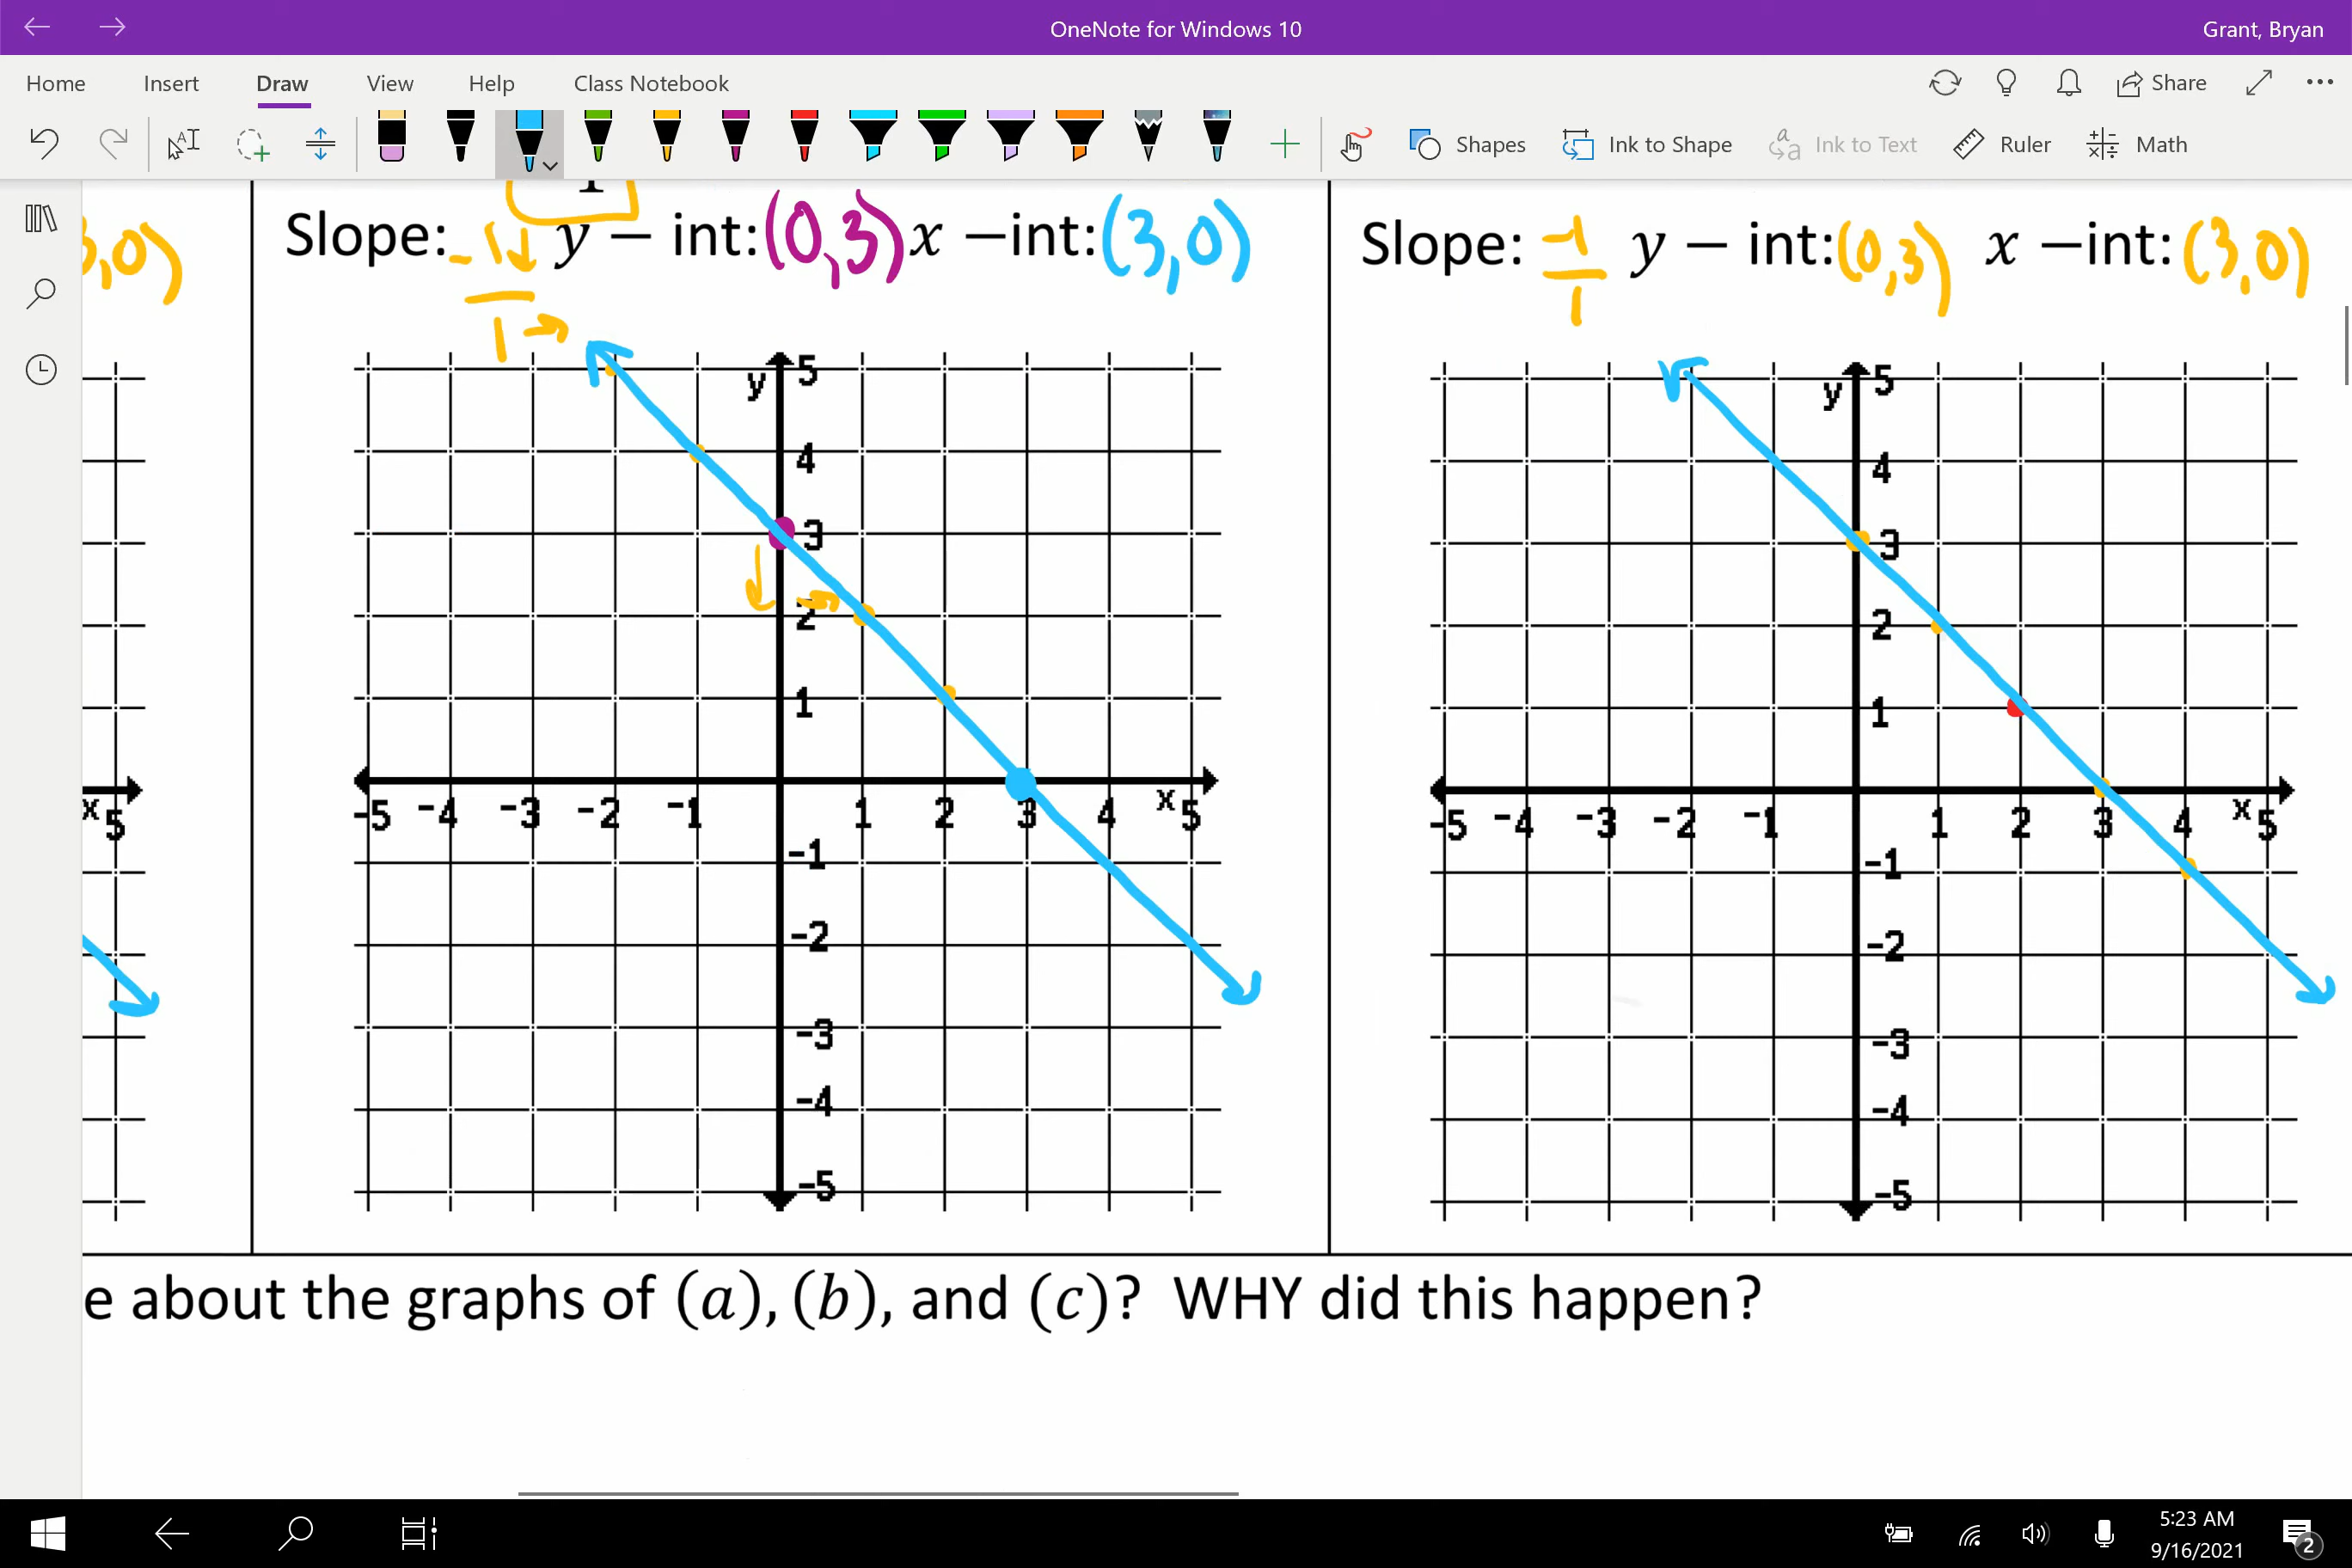 OneNote for Windows 10
Grant, Bryan
Home Insert Draw View Help Class Notebook Share
Shapes Ink to Shape Ink to Text Ruler Math
3,0)
Slope: -1 y − int: (0,3) x −int: (3,0)
1
Slope: -1 y − int: (0,3) x −int: (3,0)
1
y 5
4
3
2
1
-5 -4 -3 -2 -1 1 2 3 4 x 5
-1
-2
-3
-4
-5
y 5
4
3
2
1
-5 -4 -3 -2 -1 1 2 3 4 x 5
-1
-2
-3
-4
-5
x 5
e about the graphs of (a), (b), and (c)? WHY did this happen?
5:23 AM
9/16/2021
2